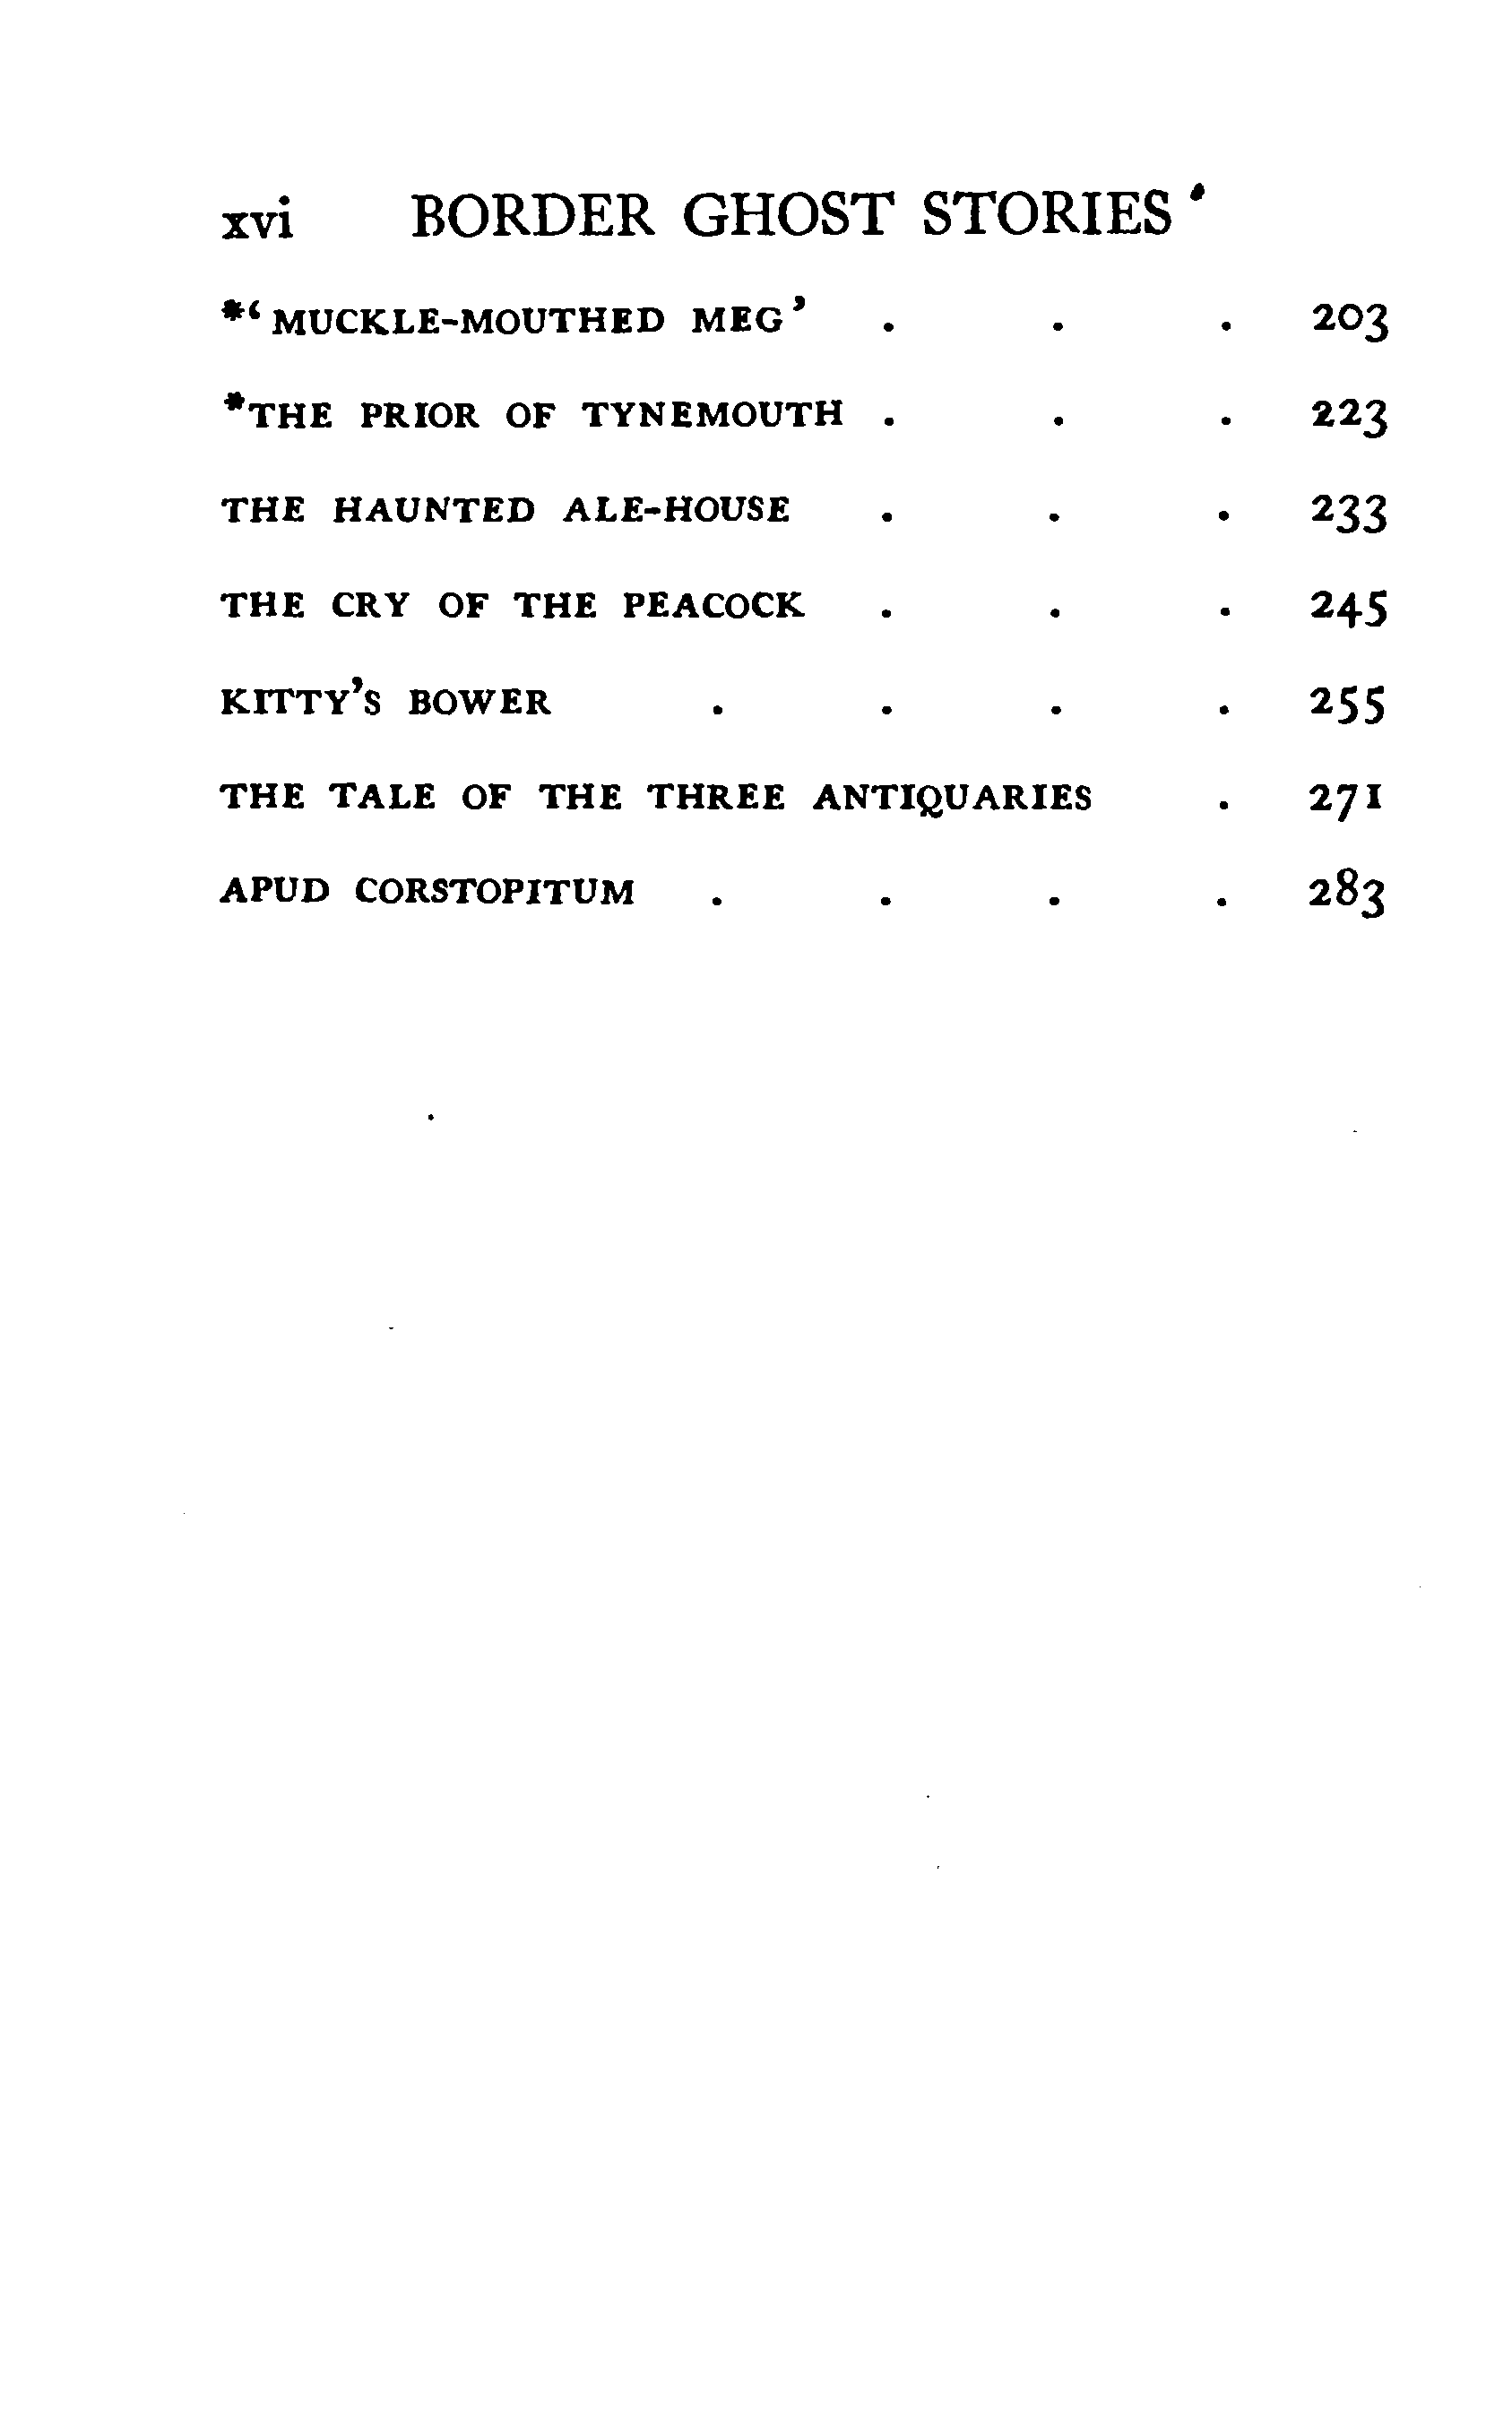 xvi BORDER GHOST STORIES
*‘MUCKLE-MOUTHED MEG’ . . . 203
*THE PRIOR OF TYNEMOUTH . . . 223
THE HAUNTED ALE-HOUSE . . . 233
THE CRY OF THE PEACOCK . . . 245
KITTY’S BOWER . . . . 255
THE TALE OF THE THREE ANTIQUARIES . 271
APUD CORSTOPITUM . . . . 283